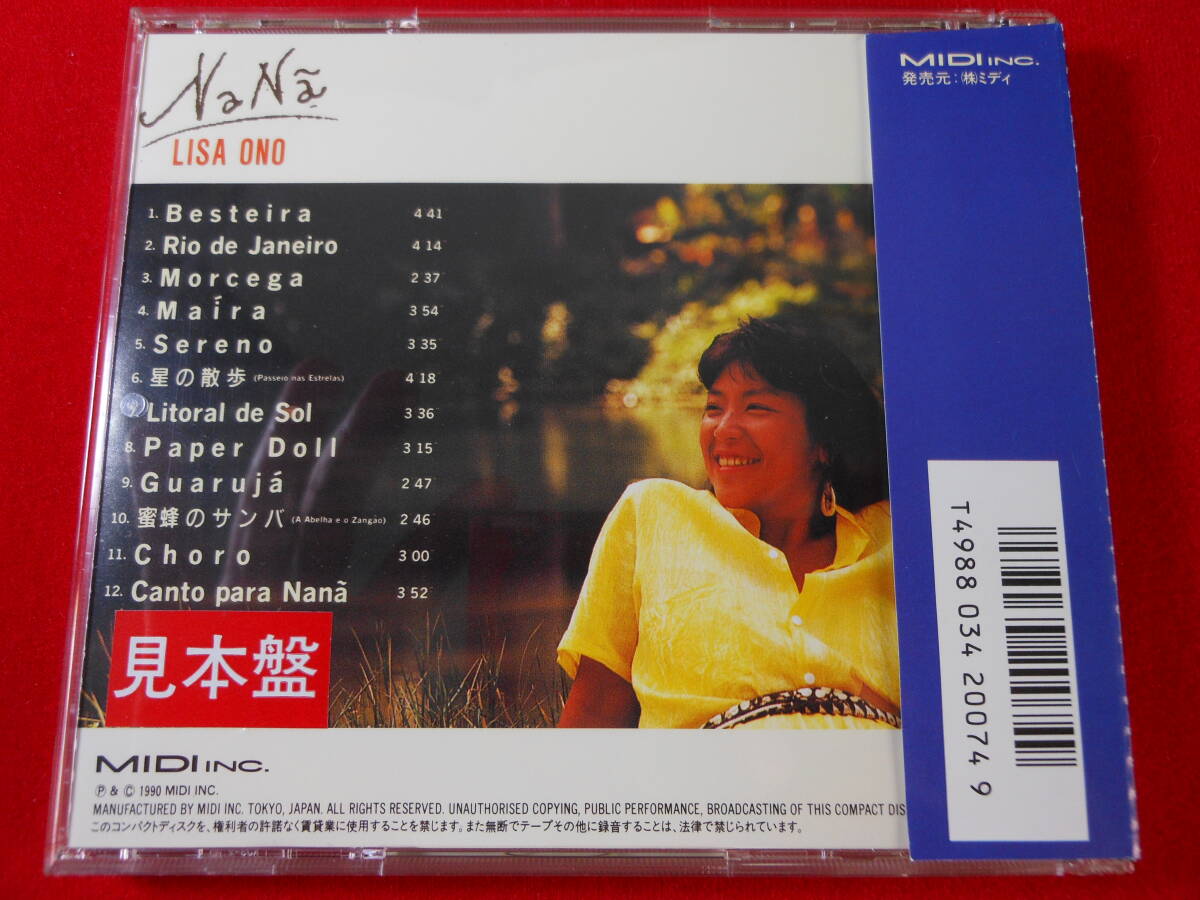 NaNã
LISA ONO
1. Besteira 4 41
2. Rio de Janeiro 4 14
3. Morcega 2 37
4. Maíra 3 54
5. Sereno 3 35
6. 星の散歩 (Passeio nas Estrelas) 4 18
7. Litoral de Sol 3 36
8. Paper Doll 3 15
9. Guarujá 2 47
10. 蜜蜂のサンバ (A Abelha e o Zangão) 2 46
11. Choro 3 00
12. Canto para Nanã 3 52
見本盤
MIDI INC.
Ⓟ & © 1990 MIDI INC.
MANUFACTURED BY MIDI INC. TOKYO, JAPAN. ALL RIGHTS RESERVED. UNAUTHORISED COPYING, PUBLIC PERFORMANCE, BROADCASTING OF THIS COMPACT DIS
このコンパクトディスクを、権利者の許諾なく賃貸業に使用することを禁じます。また無断でテープその他に録音することは、法律で禁じられています。
MIDI INC.
発売元:㈱ミディ
T4988 034 20074 9